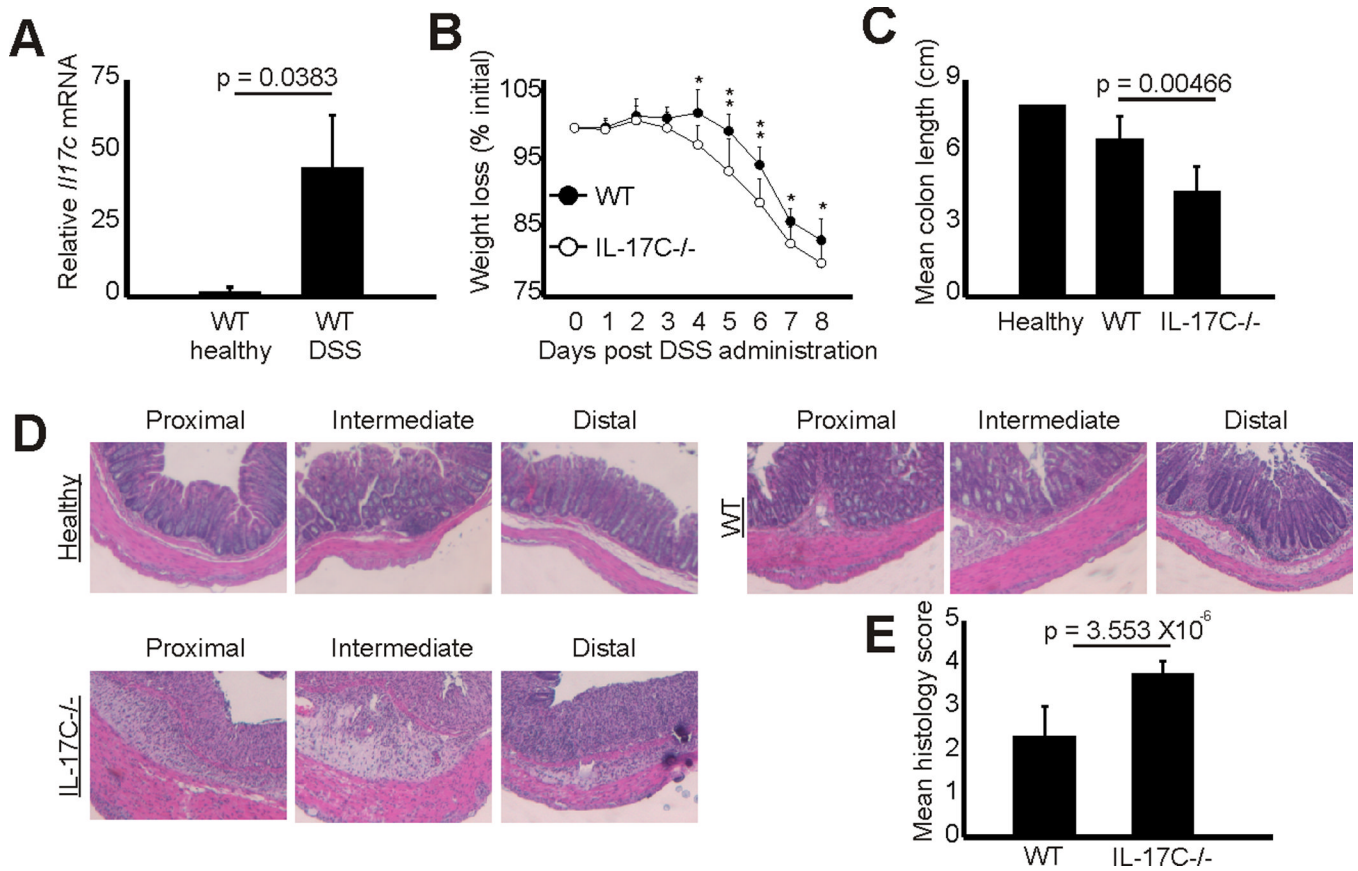 A
p = 0.0383
Relative Il17c mRNA
75
50
25
0
WT healthy
WT DSS
B
Weight loss (% initial)
105
95
85
75
*
*
*
*
*
*
*
WT
IL-17C-/-
0 1 2 3 4 5 6 7 8
Days post DSS administration
C
Mean colon length (cm)
9
6
3
0
p = 0.00466
Healthy WT IL-17C-/-
D
Proximal Intermediate Distal
Healthy
Proximal Intermediate Distal
WT
Proximal Intermediate Distal
IL-17C-/-
E
Mean histology score
5
4
3
2
1
0
p = 3.553 X10-6
WT IL-17C-/-